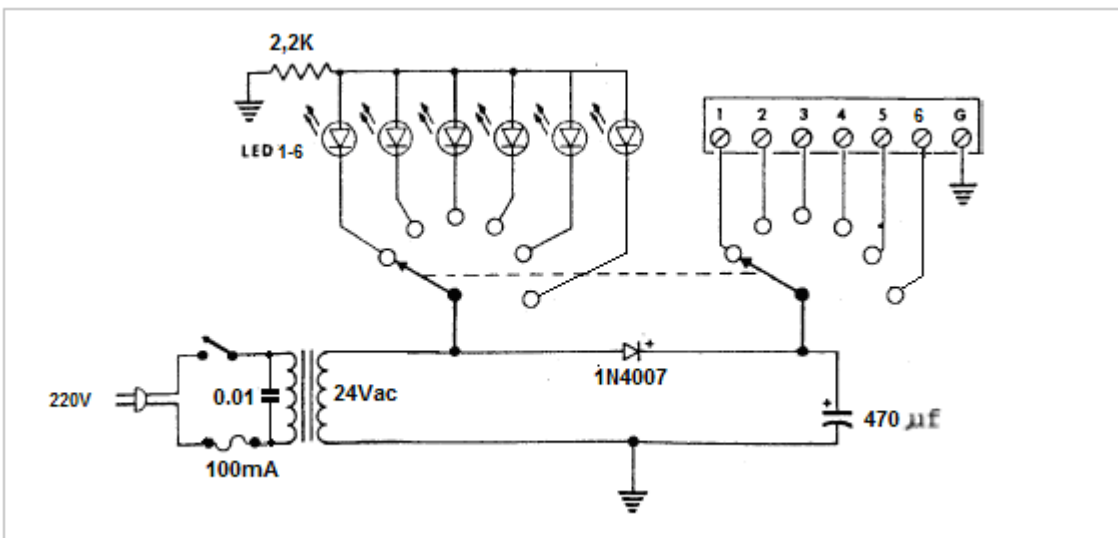 2,2K
LED 1-6
1 2 3 4 5 6 G
220V
0.01
24Vac
1N4007
+
+
470 µf
100mA